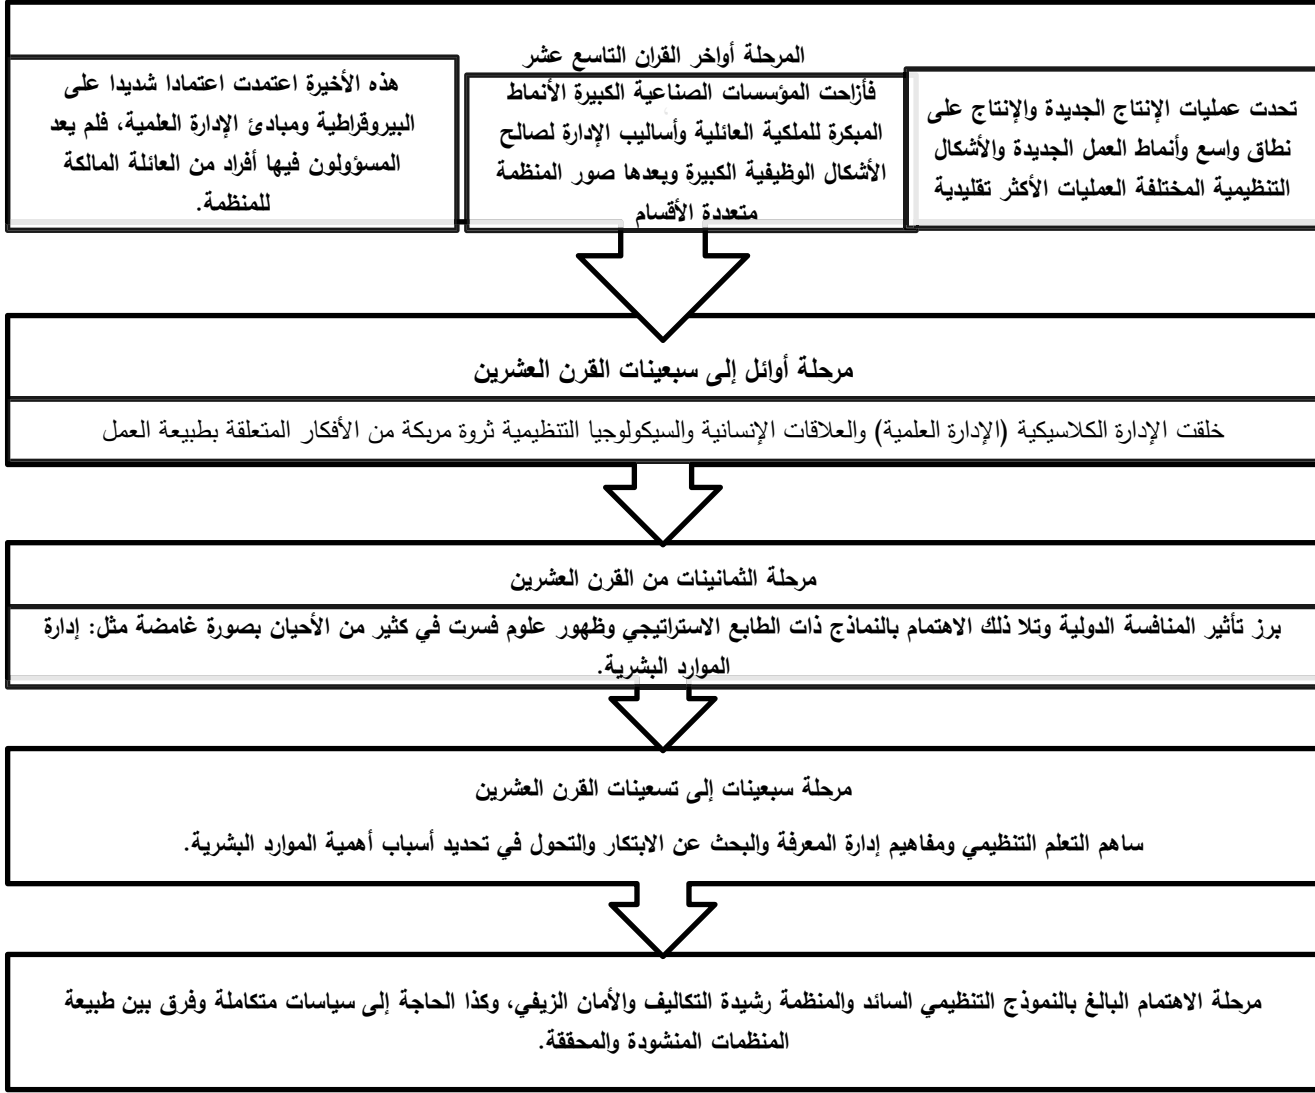 المرحلة أواخر القران التاسع عشر
تحدت عمليات الإنتاج الجديدة والإنتاج على
نطاق واسع وأنماط العمل الجديدة والأشكال
التنظيمية المختلفة العمليات الأكثر تقليدية
فأزاحت المؤسسات الصناعية الكبيرة الأنماط
المبكرة للملكية العائلية وأساليب الإدارة لصالح
الأشكال الوظيفية الكبيرة وبعدها صور المنظمة
متعددة الأقسام
هذه الأخيرة اعتمدت اعتمادا شديدا على
البيروقراطية ومبادئ الإدارة العلمية، فلم يعد
المسؤولون فيها أفراد من العائلة المالكة
للمنظمة.
مرحلة أوائل إلى سبعينات القرن العشرين
خلقت الإدارة الكلاسيكية (الإدارة العلمية) والعلاقات الإنسانية والسيكولوجيا التنظيمية ثروة مربكة من الأفكار المتعلقة بطبيعة العمل
مرحلة الثمانينات من القرن العشرين
برز تأثير المنافسة الدولية وتلا ذلك الاهتمام بالنماذج ذات الطابع الاستراتيجي وظهور علوم فسرت في كثير من الأحيان بصورة غامضة مثل: إدارة
الموارد البشرية.
مرحلة سبعينات إلى تسعينات القرن العشرين
ساهم التعلم التنظيمي ومفاهيم إدارة المعرفة والبحث عن الابتكار والتحول في تحديد أسباب أهمية الموارد البشرية.
مرحلة الاهتمام البالغ بالنموذج التنظيمي السائد والمنظمة رشيدة التكاليف والأمان الزيفي، وكذا الحاجة إلى سياسات متكاملة وفرق بين طبيعة
المنظمات المنشودة والمحققة.